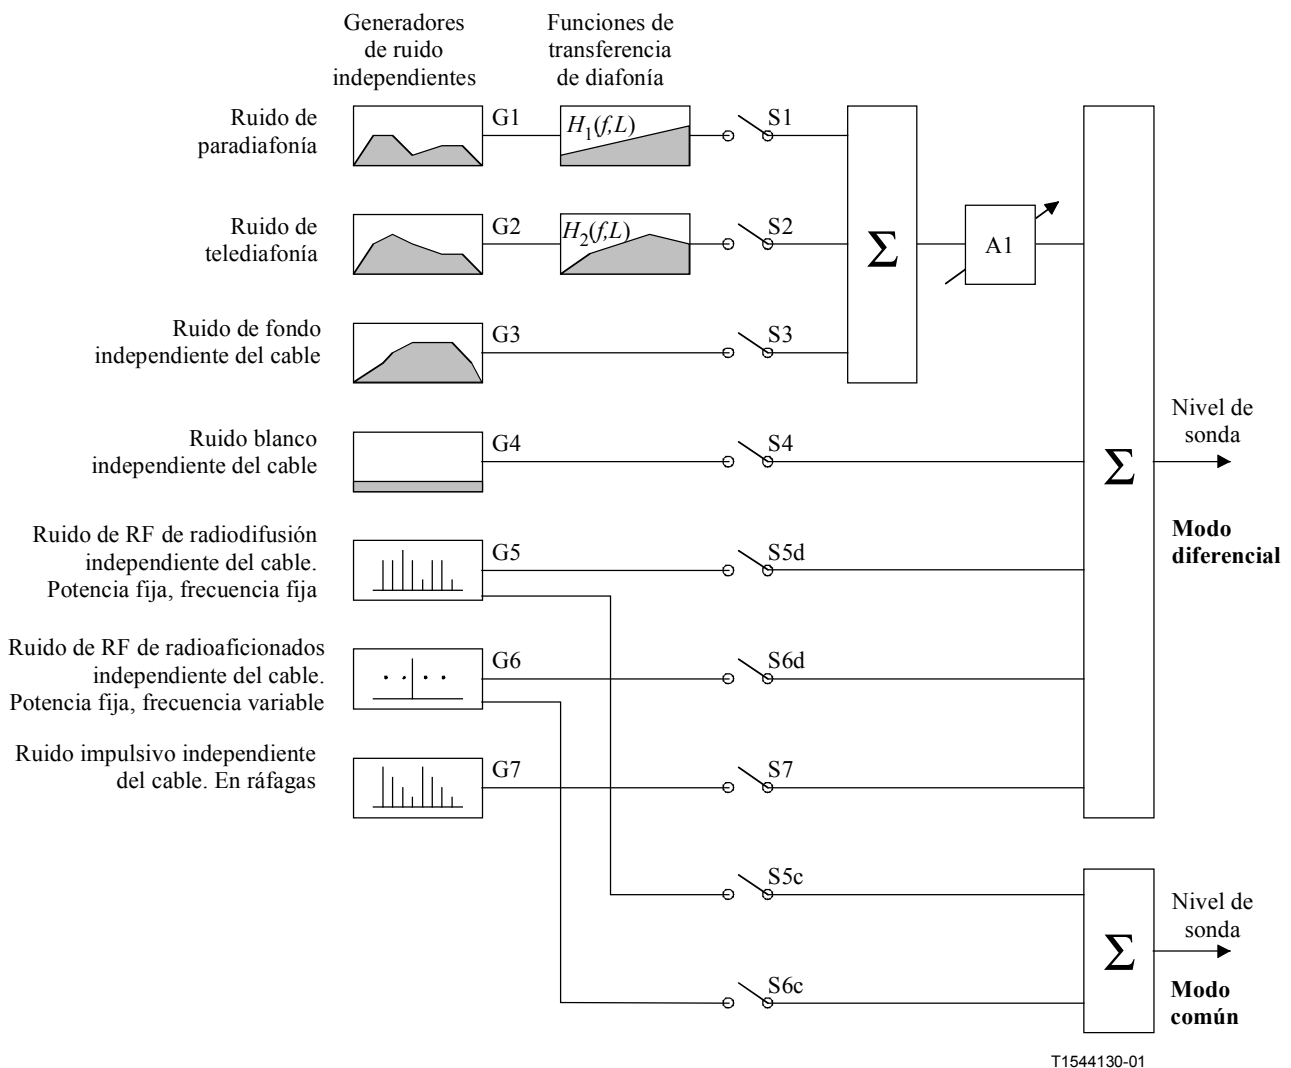 Generadores
de ruido
independientes
Funciones de
transferencia
de diafonía
Ruido de
paradiafonía
G1
H1(f,L)
S1
Ruido de
telediafonía
G2
H2(f,L)
S2
Σ
A1
Ruido de fondo
independiente del cable
G3
S3
Ruido blanco
independiente del cable
G4
S4
Σ
Nivel de
sonda
Modo
diferencial
Ruido de RF de radiodifusión
independiente del cable.
Potencia fija, frecuencia fija
G5
S5d
Ruido de RF de radioaficionados
independiente del cable.
Potencia fija, frecuencia variable
G6
S6d
Ruido impulsivo independiente
del cable. En ráfagas
G7
S7
S5c
S6c
Σ
Nivel de
sonda
Modo
común
T1544130-01